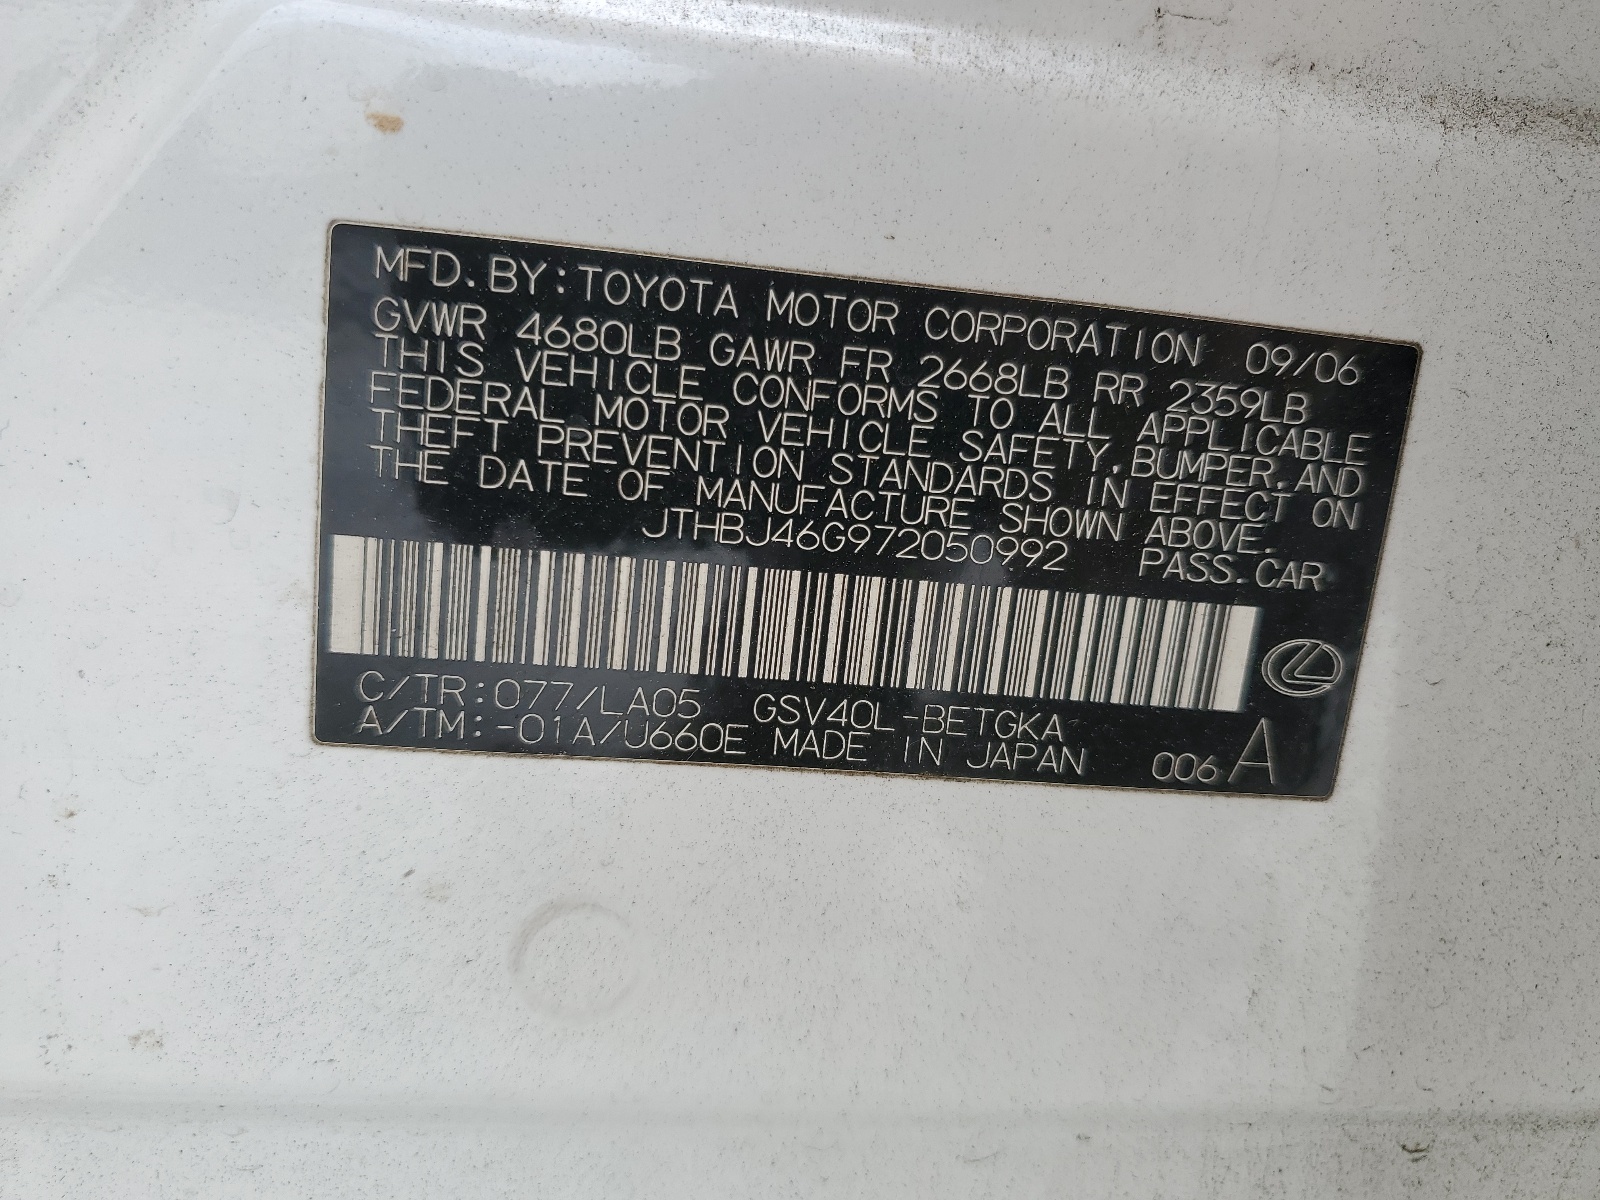 MFD. BY: TOYOTA MOTOR CORPORATION 09/06
GVWR 4680LB GAWR FR 2668LB RR 2359LB
THIS VEHICLE CONFORMS TO ALL APPLICABLE
FEDERAL MOTOR VEHICLE SAFETY, BUMPER, AND
THEFT PREVENTION STANDARDS IN EFFECT ON
THE DATE OF MANUFACTURE SHOWN ABOVE.
JTHBJ46G972050992 PASS. CAR
C/TR: 077/LA05 GSV40L-BETGKA
A/TM: -01A/U660E MADE IN JAPAN 006 A